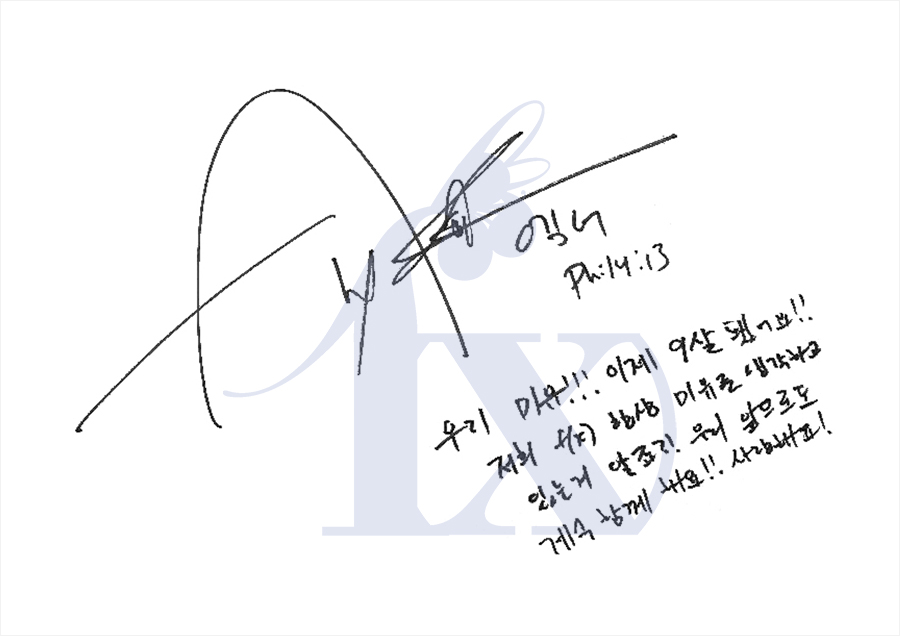 엠버
Phil4:13
우리 미유!!! 이제 9살 됐어요!!
저희 f(x) 항상 미유를 생각하고
있는거 알죠?! 우리 앞으로도
계속 함께 해요!! 사랑해요!